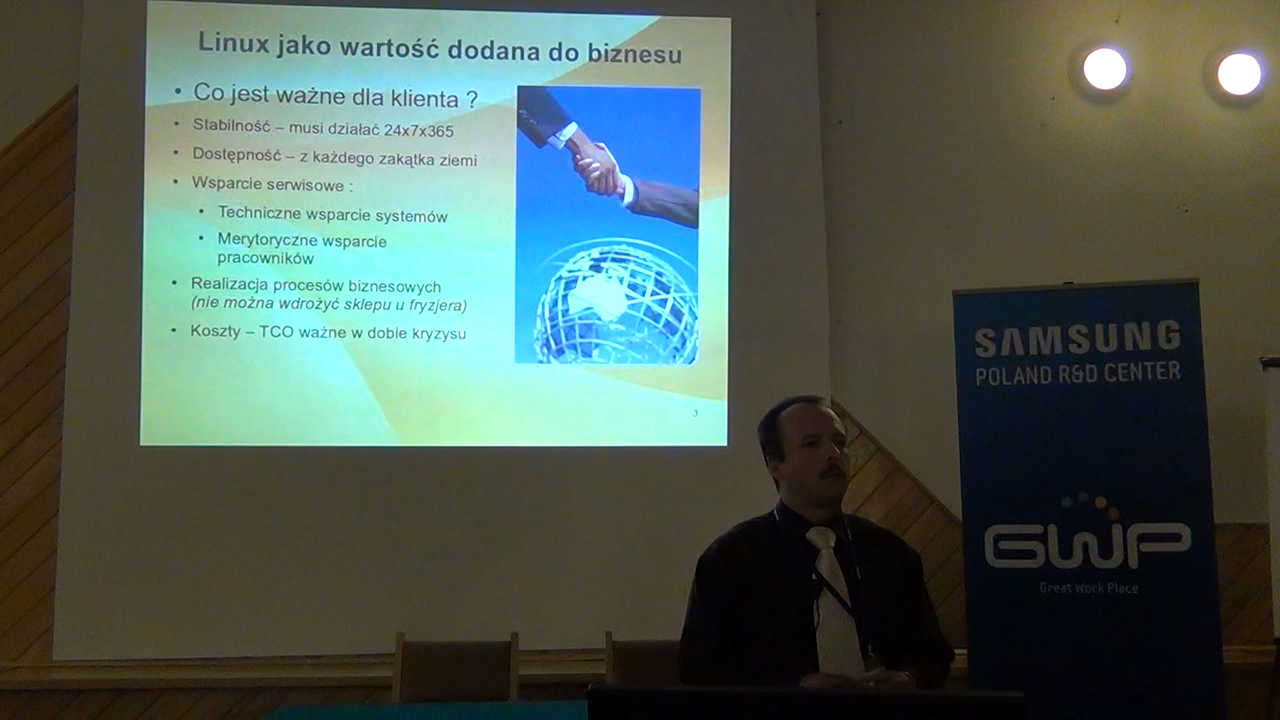 Linux jako wartość dodana do biznesu
• Co jest ważne dla klienta ?
• Stabilność – musi działać 24x7x365
• Dostępność – z każdego zakątka ziemi
• Wsparcie serwisowe :
• Techniczne wsparcie systemów
• Merytoryczne wsparcie
pracowników
• Realizacja procesów biznesowych
(nie można wdrożyć sklepu u fryzjera)
• Koszty – TCO ważne w dobie kryzysu
3
SAMSUNG
POLAND R&D CENTER
GWP
Great Work Place